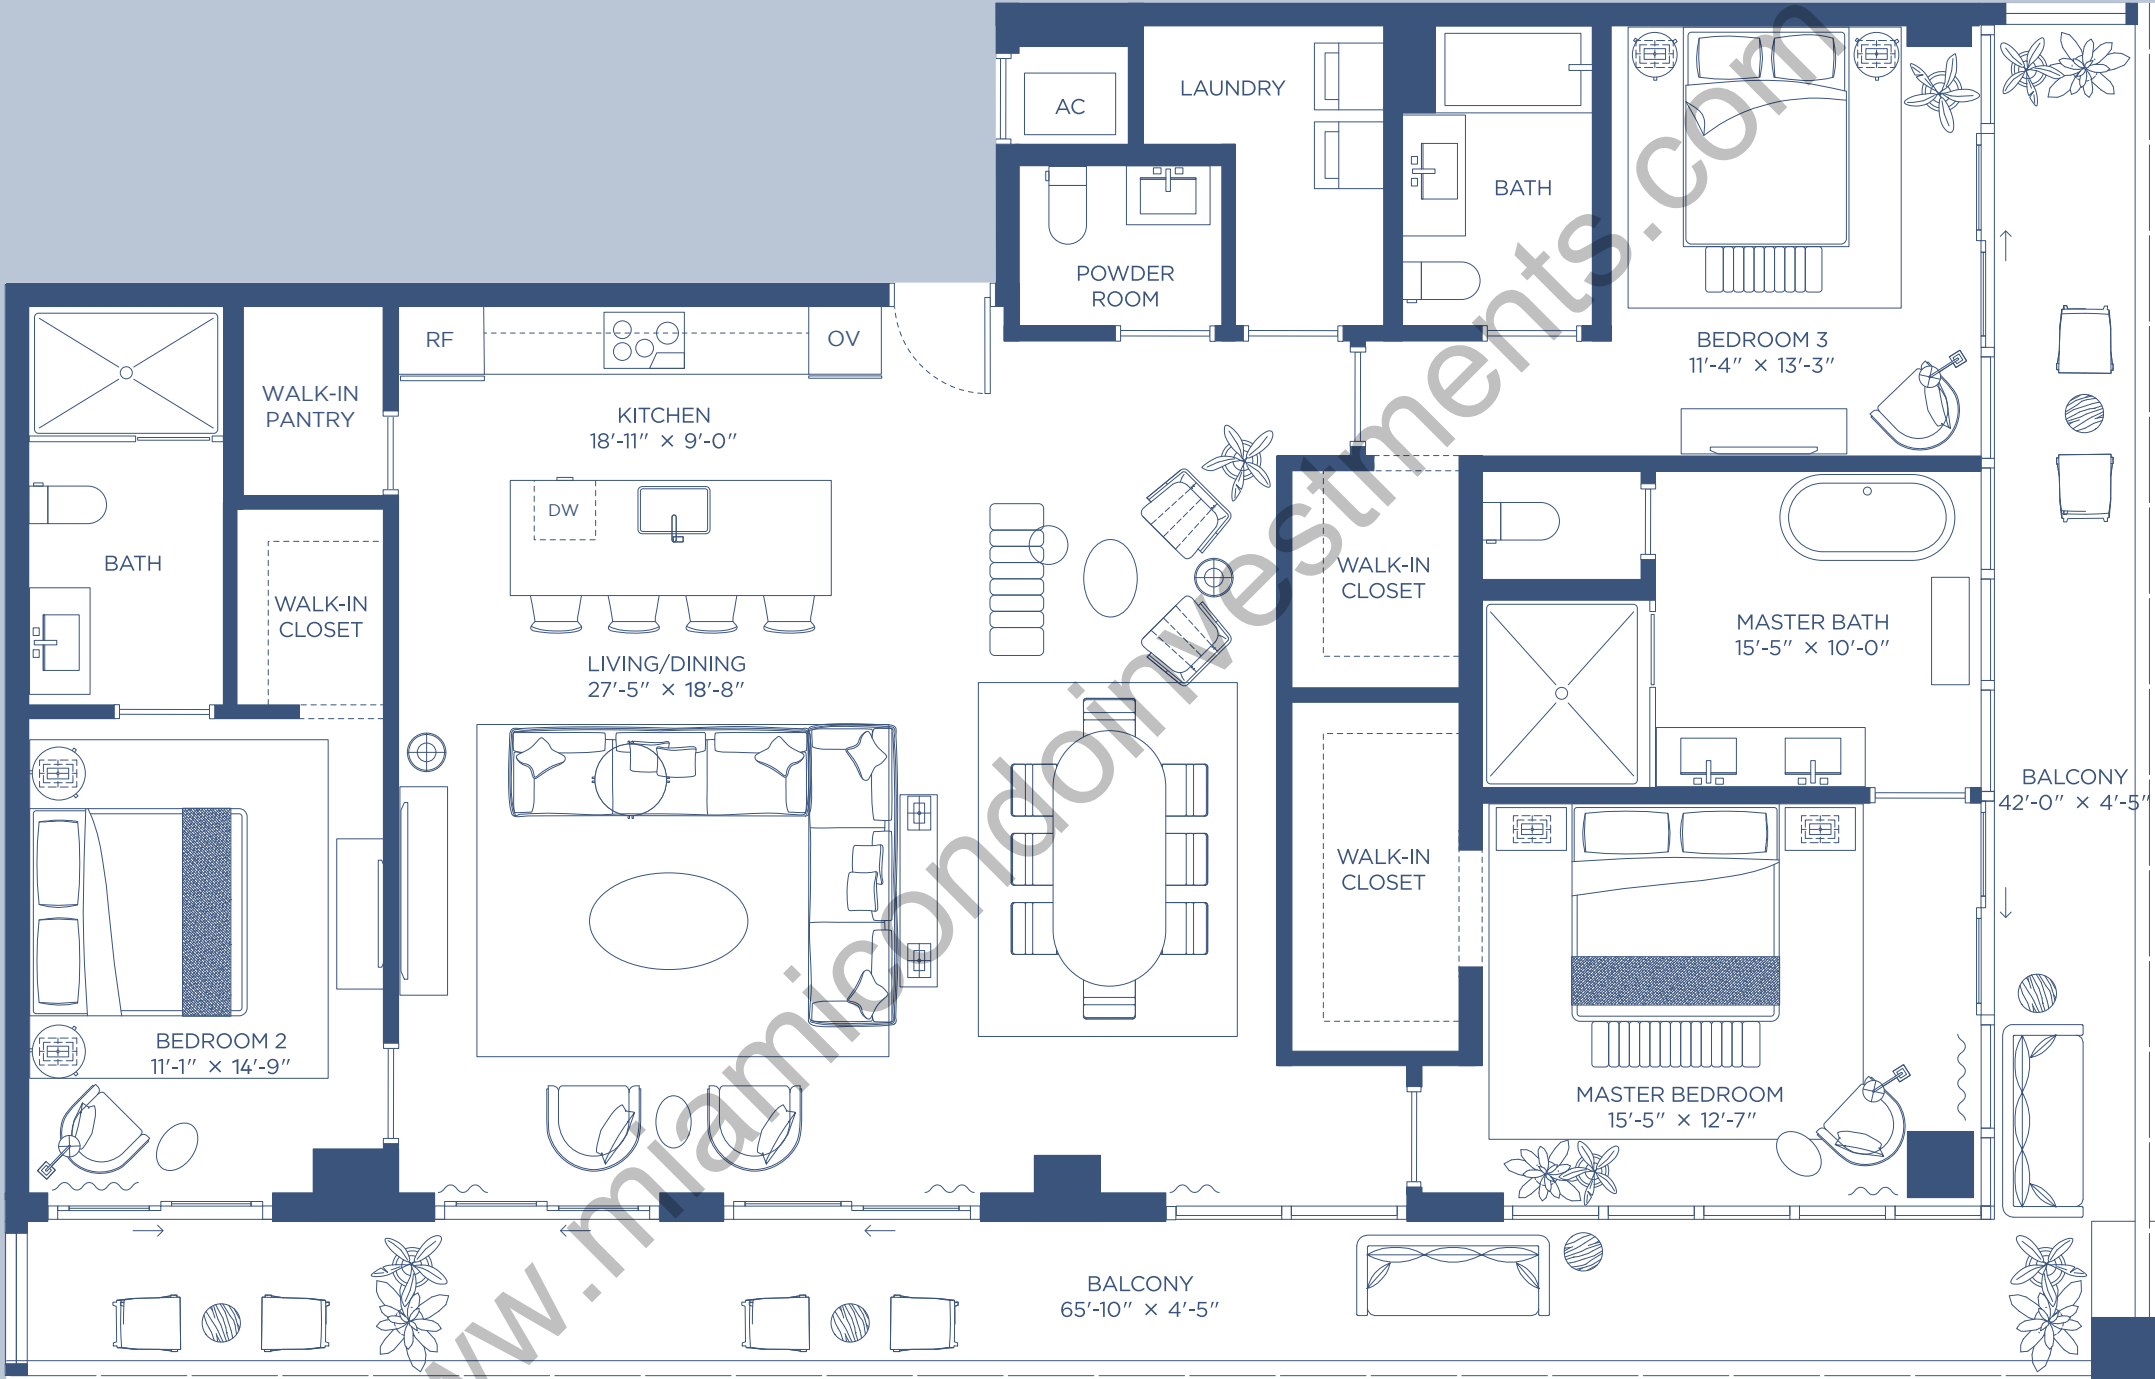 AC
LAUNDRY
BATH
POWDER
ROOM
BEDROOM 3
11'-4" × 13'-3"
RF
OV
WALK-IN
PANTRY
KITCHEN
18'-11" × 9'-0"
DW
BATH
WALK-IN
CLOSET
WALK-IN
CLOSET
MASTER BATH
15'-5" × 10'-0"
LIVING/DINING
27'-5" × 18'-8"
BALCONY
42'-0" × 4'-5"
WALK-IN
CLOSET
BEDROOM 2
11'-1" × 14'-9"
MASTER BEDROOM
15'-5" × 12'-7"
BALCONY
65'-10" × 4'-5"
ww.miamicondoinvestments.com